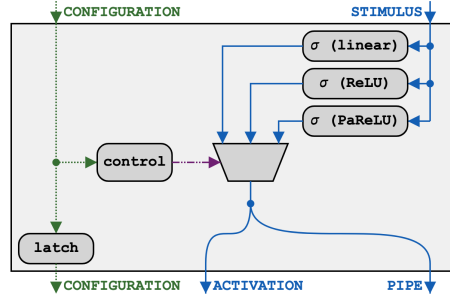 CONFIGURATION
STIMULUS
σ (linear)
σ (ReLU)
σ (PaReLU)
control
latch
CONFIGURATION
ACTIVATION
PIPE